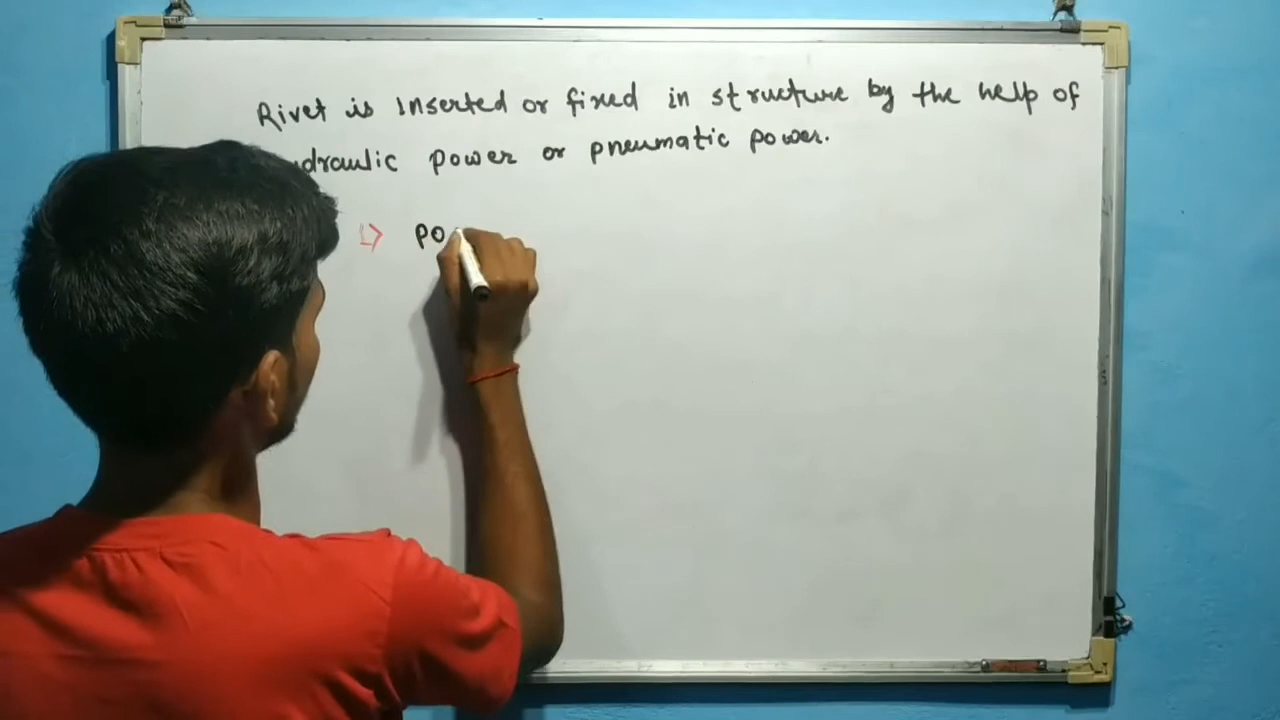 Rivet is inserted or fixed in structure by the help of
draulic power or pneumatic power.
po